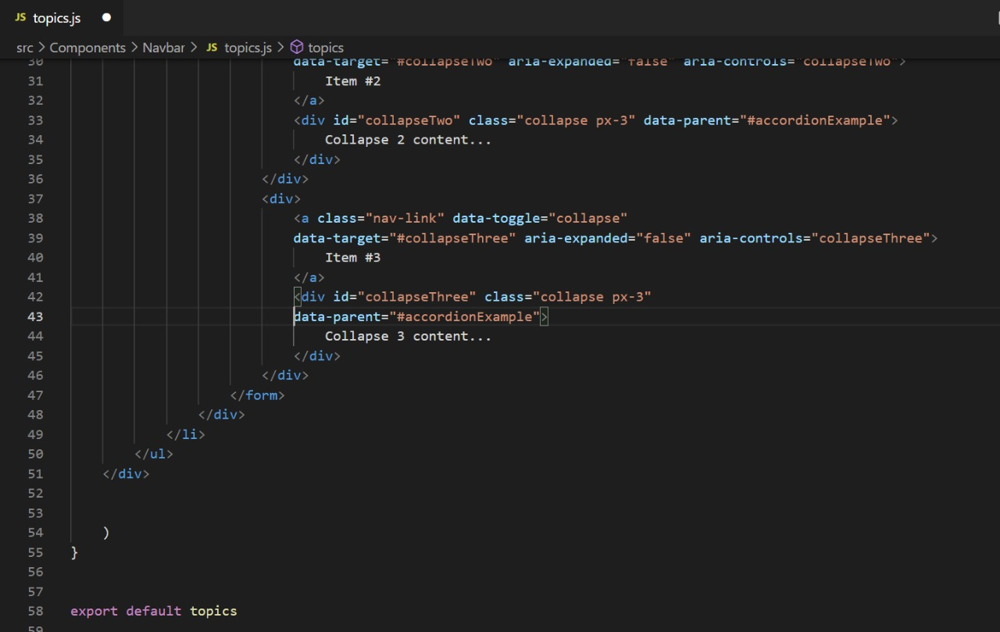 JS topics.js
src > Components > Navbar > JS topics.js > topics
30 data-target="#collapseTwo" aria-expanded="false" aria-controls="collapseTwo">
31 Item #2
32 </a>
33 <div id="collapseTwo" class="collapse px-3" data-parent="#accordionExample">
34 Collapse 2 content...
35 </div>
36 </div>
37 <div>
38 <a class="nav-link" data-toggle="collapse"
39 data-target="#collapseThree" aria-expanded="false" aria-controls="collapseThree">
40 Item #3
41 </a>
42 <div id="collapseThree" class="collapse px-3"
43 data-parent="#accordionExample">
44 Collapse 3 content...
45 </div>
46 </div>
47 </form>
48 </div>
49 </li>
50 </ul>
51 </div>
52
53
54 )
55 }
56
57
58 export default topics
59